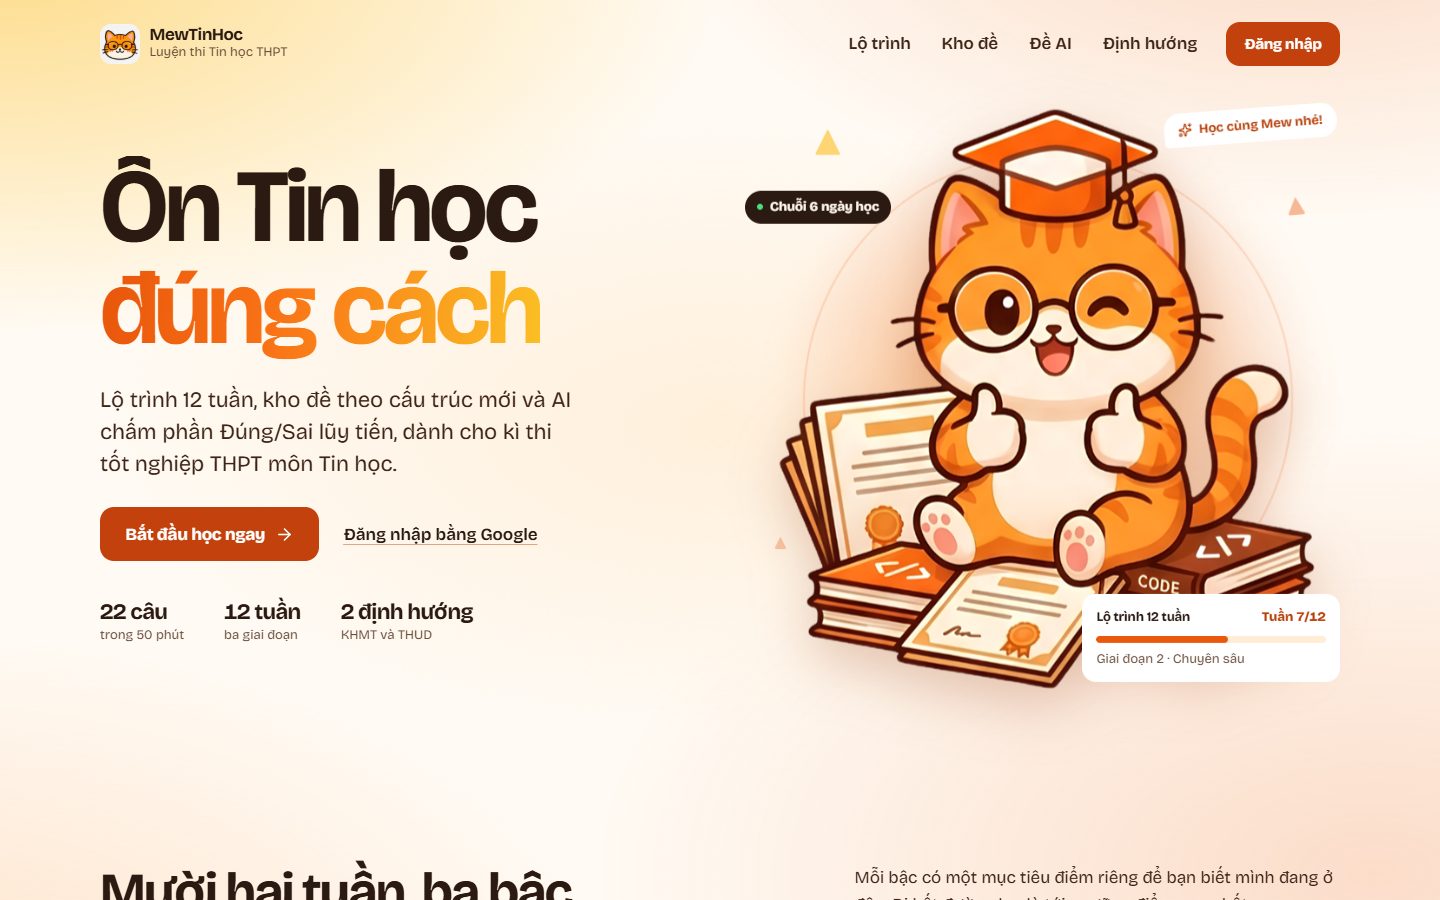 MewTinHoc
Luyện thi Tin học THPT
Lộ trình
Kho đề
Đề AI
Định hướng
Đăng nhập
Học cùng Mew nhé!
Chuỗi 6 ngày học
Ôn Tin học
đúng cách
Lộ trình 12 tuần, kho đề theo cấu trúc mới và AI
chấm phần Đúng/Sai lũy tiến, dành cho kì thi
tốt nghiệp THPT môn Tin học.
Bắt đầu học ngay
Đăng nhập bằng Google
22 câu
trong 50 phút
12 tuần
ba giai đoạn
2 định hướng
KHMT và THUD
</>
</>
CODE
Lộ trình 12 tuần
Tuần 7/12
Giai đoạn 2 · Chuyên sâu
Mười hai tuần, ba bậc
Mỗi bậc có một mục tiêu điểm riêng để bạn biết mình đang ở